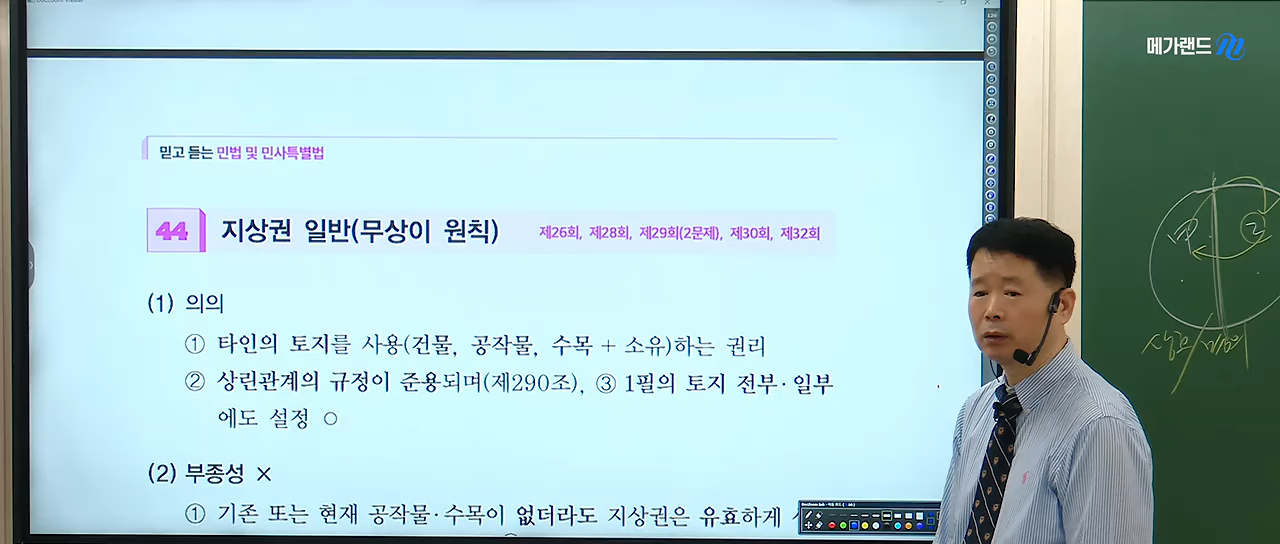 메가랜드
믿고 듣는 민법 및 민사특별법
44 지상권 일반(무상이 원칙) 제26회, 제28회, 제29회(2문제), 제30회, 제32회
(1) 의의
① 타인의 토지를 사용(건물, 공작물, 수목 + 소유)하는 권리
② 상린관계의 규정이 준용되며(제290조), ③ 1필의 토지 전부·일부
에도 설정 ○
(2) 부종성 ×
① 기존 또는 현재 공작물·수목이 없더라도 지상권은 유효하게